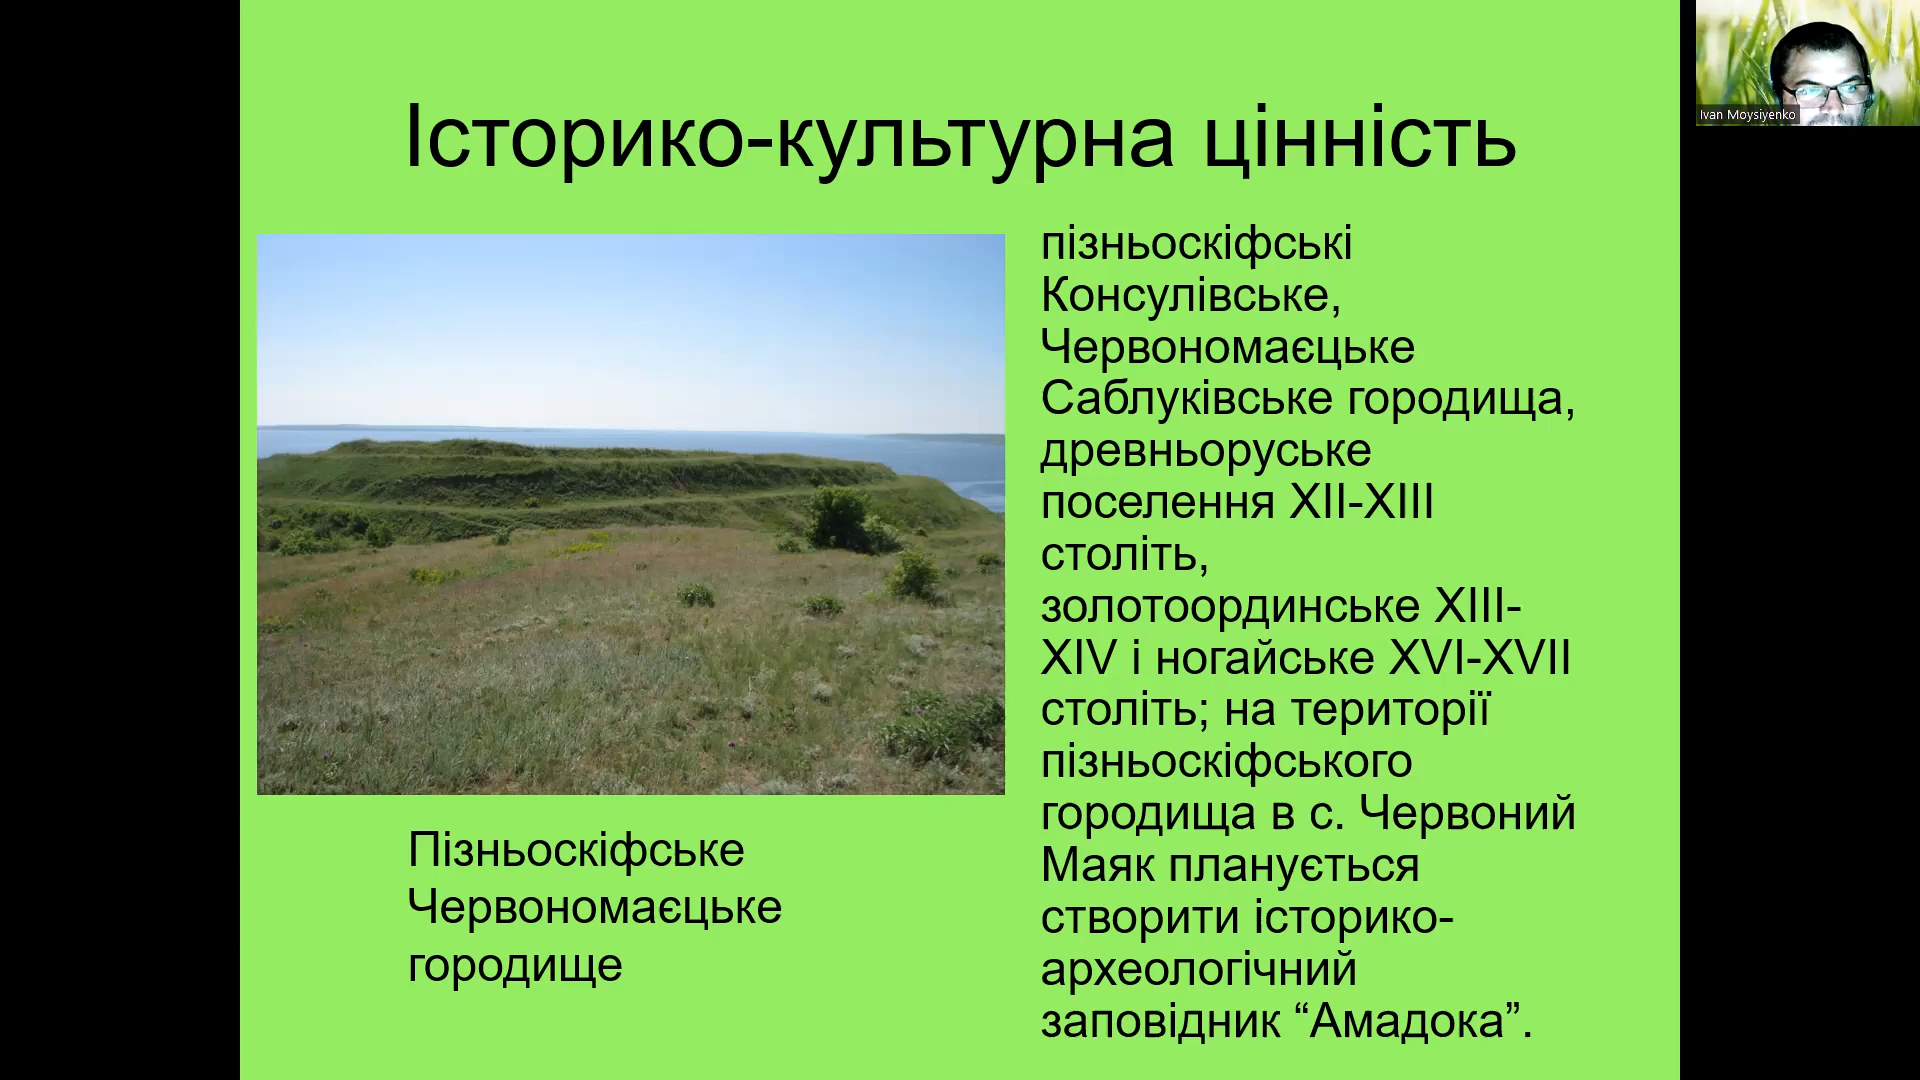 Історико-культурна цінність
пізньоскіфські
Консулівське,
Червономаєцьке
Саблуківське городища,
древньоруське
поселення XII-XIII
століть,
золотоординське XIII-
XIV і ногайське XVI-XVII
століть; на території
пізньоскіфського
городища в с. Червоний
Маяк планується
створити історико-
археологічний
заповідник “Амадока”.
Пізньоскіфське
Червономаєцьке
городище
Ivan Moysiyenko